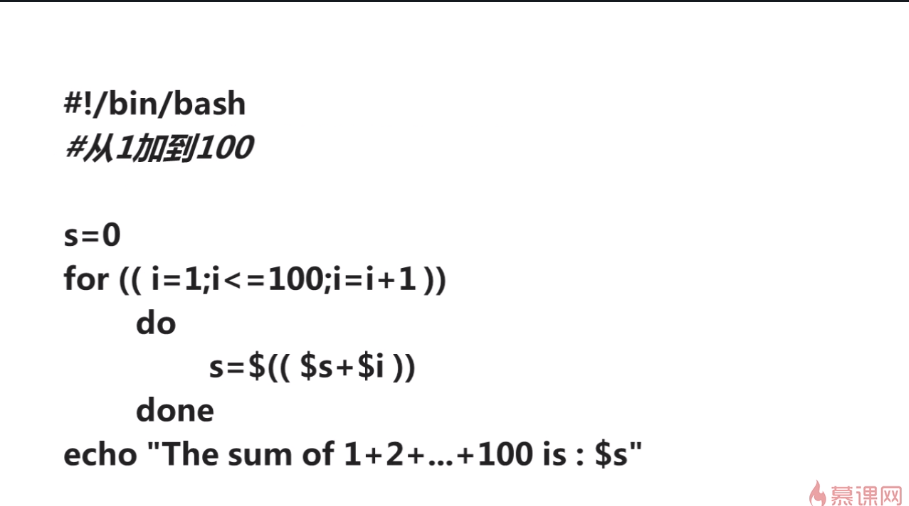 #!/bin/bash
#从1加到100
s=0
for (( i=1;i<=100;i=i+1 ))
do
s=$(( $s+$i ))
done
echo "The sum of 1+2+...+100 is : $s"
慕课网